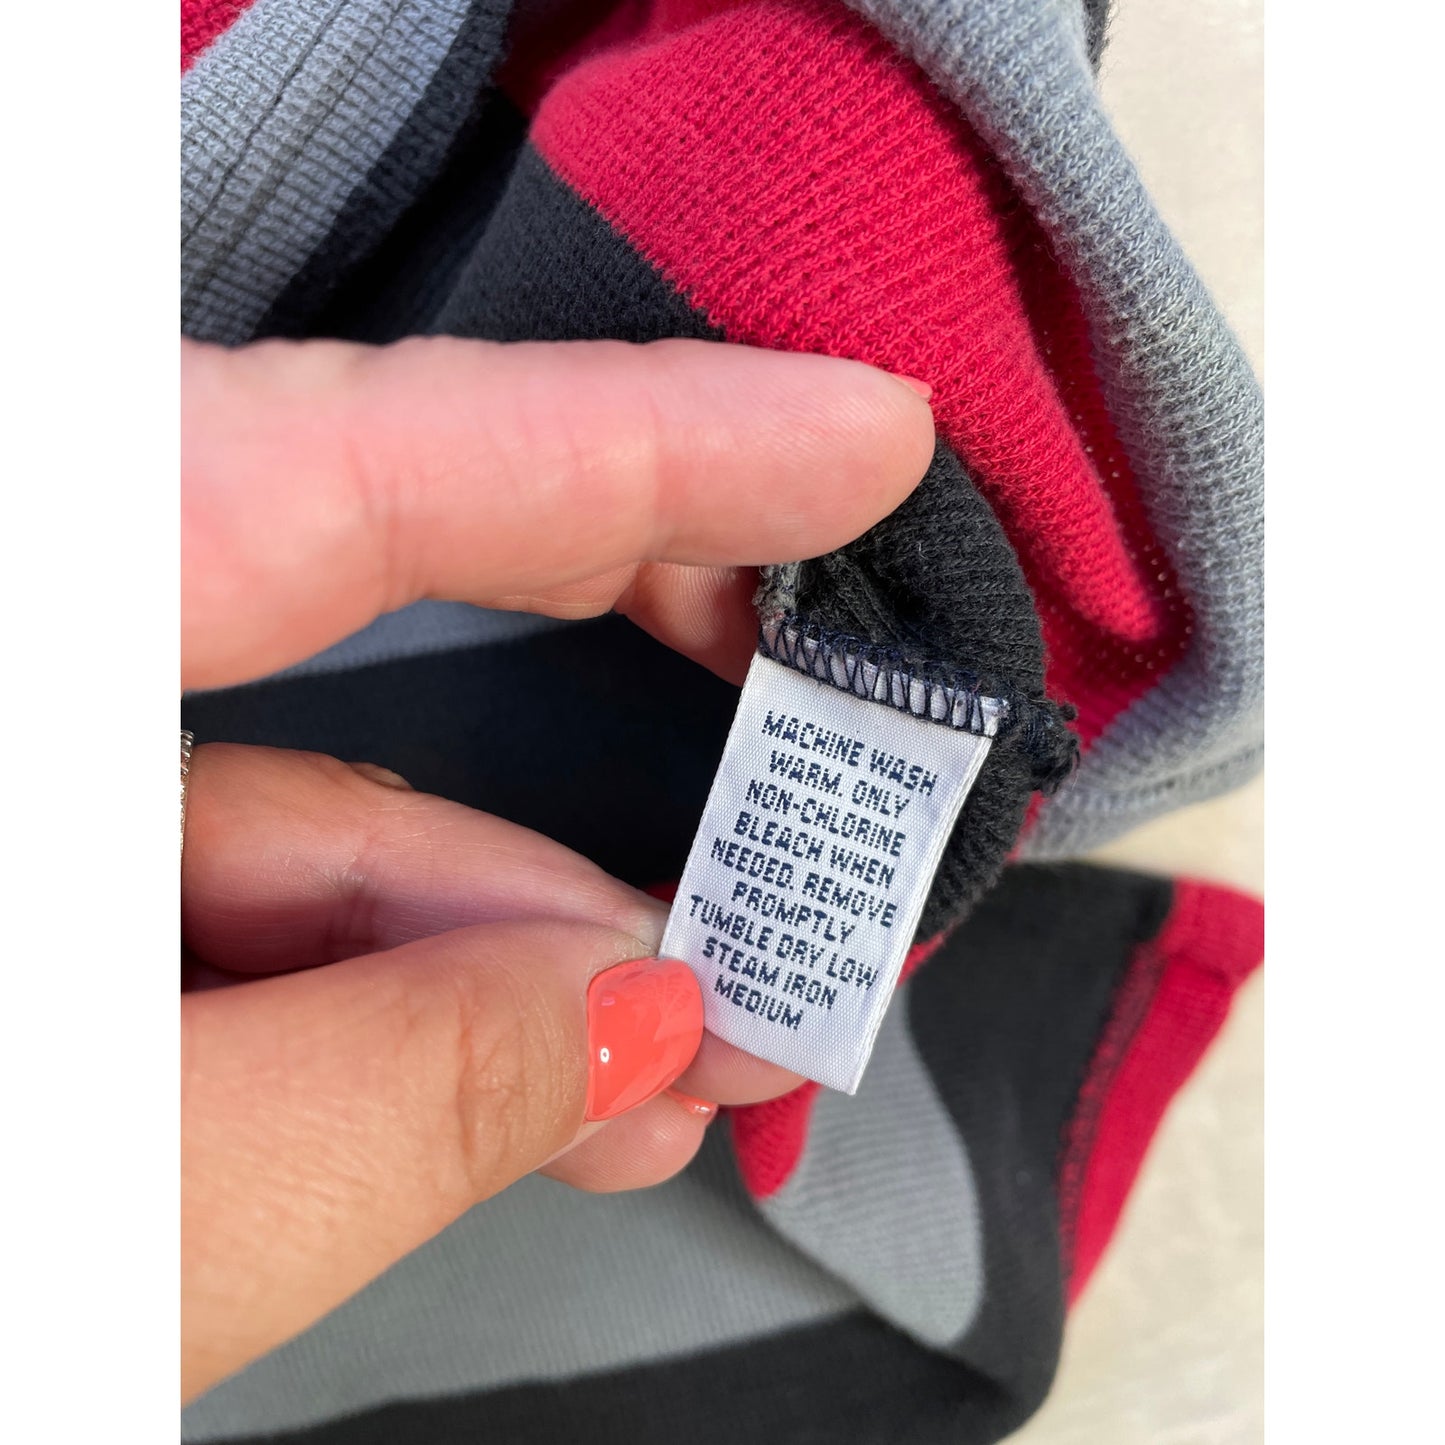 MACHINE WASH
WARM. ONLY
NON-CHLORINE
BLEACH WHEN
NEEDED. REMOVE
PROMPTLY
TUMBLE DRY LOW
STEAM IRON
MEDIUM